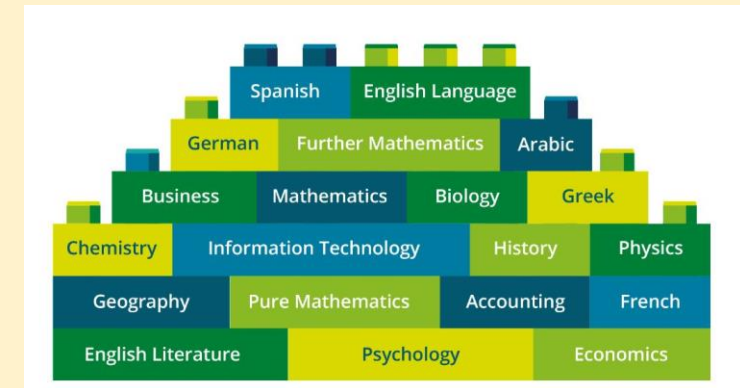 Spanish English Language
German Further Mathematics Arabic
Business Mathematics Biology Greek
Chemistry Information Technology History Physics
Geography Pure Mathematics Accounting French
English Literature Psychology Economics